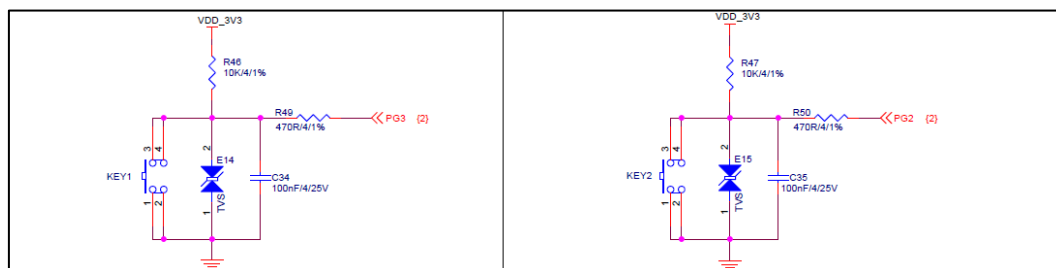 VDD_3V3
R46
10K/4/1%
R49
470R/4/1%
PG3 {2}
3
4
2
E14
KEY1
C34
100nF/4/25V
1
2
1
TVS
VDD_3V3
R47
10K/4/1%
R50
470R/4/1%
PG2 {2}
3
4
2
E15
KEY2
C35
100nF/4/25V
1
2
1
TVS